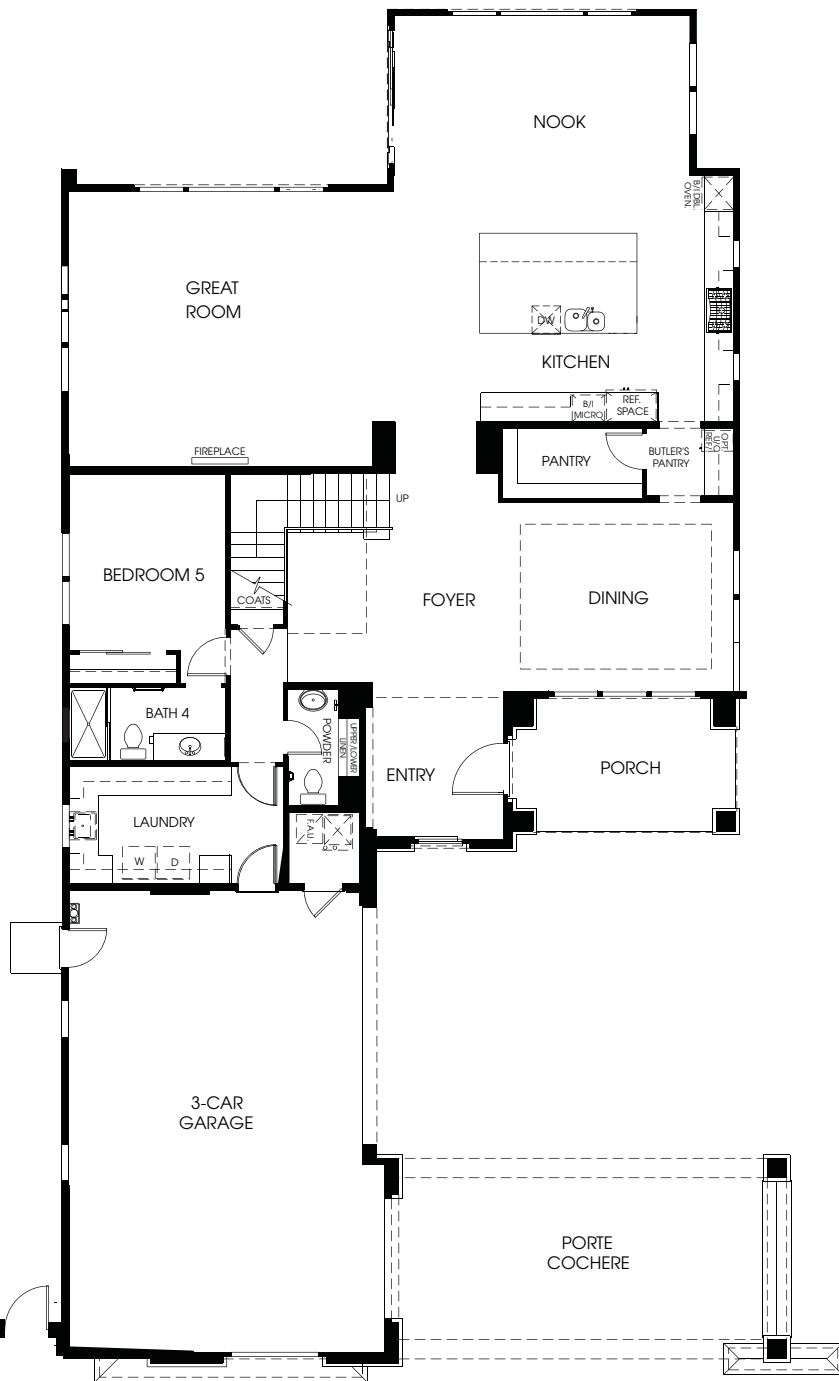 NOOK
B/I DBL.
OVEN.
GREAT
ROOM
DW
KITCHEN
B/I
MICRO
REF.
SPACE
FIREPLACE
PANTRY
BUTLER'S
PANTRY
OPT.
U/C
REF./
UP
BEDROOM 5
COATS
FOYER
DINING
BATH 4
POWDER
UPPER /LOWER
LINEN
ENTRY
PORCH
LAUNDRY
F.A.U.
W
D
3-CAR
GARAGE
PORTE
COCHERE